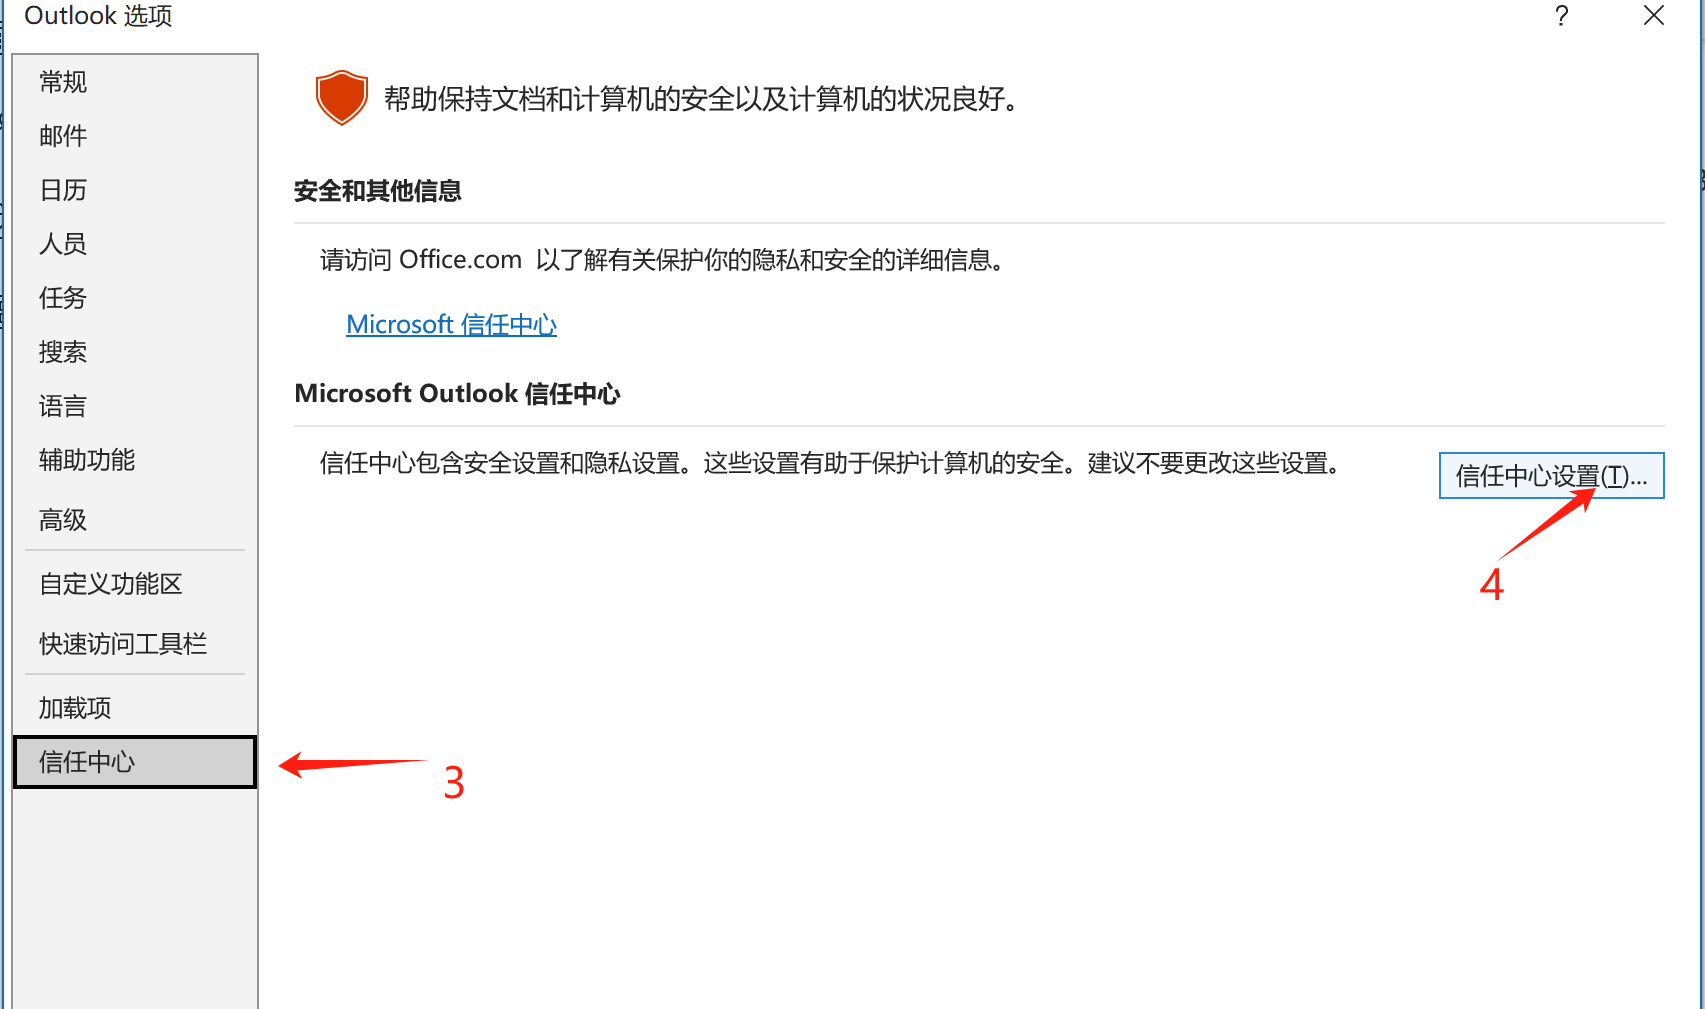 Outlook 选项
?
常规
邮件
日历
人员
任务
搜索
语言
辅助功能
高级
自定义功能区
快速访问工具栏
加载项
信任中心
帮助保持文档和计算机的安全以及计算机的状况良好。
安全和其他信息
请访问 Office.com 以了解有关保护你的隐私和安全的详细信息。
Microsoft 信任中心
Microsoft Outlook 信任中心
信任中心包含安全设置和隐私设置。这些设置有助于保护计算机的安全。建议不要更改这些设置。
信任中心设置(T)...
4
3